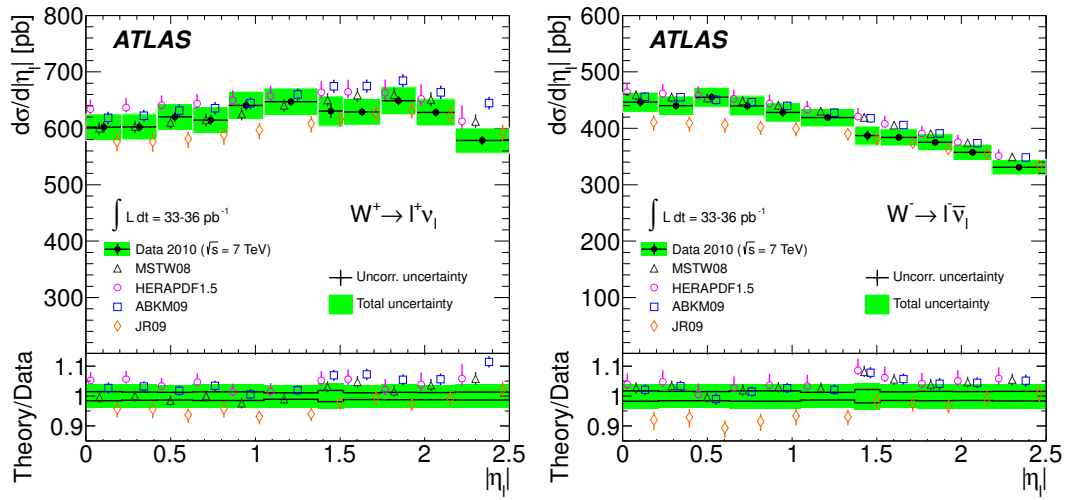 ATLAS
dσ/d|η_l| [pb]
800
700
600
500
400
300
∫ L dt = 33-36 pb⁻¹
W⁺→ l⁺ν_l
Data 2010 (√s = 7 TeV)
MSTW08
HERAPDF1.5
ABKM09
JR09
Uncorr. uncertainty
Total uncertainty
Theory/Data
1.1
1
0.9
0 0.5 1 1.5 2 2.5
|η_l|
ATLAS
dσ/d|η_l| [pb]
600
500
400
300
200
100
∫ L dt = 33-36 pb⁻¹
W⁻→ l⁻ν̄_l
Data 2010 (√s = 7 TeV)
MSTW08
HERAPDF1.5
ABKM09
JR09
Uncorr. uncertainty
Total uncertainty
Theory/Data
1.1
1
0.9
0 0.5 1 1.5 2 2.5
|η_l|